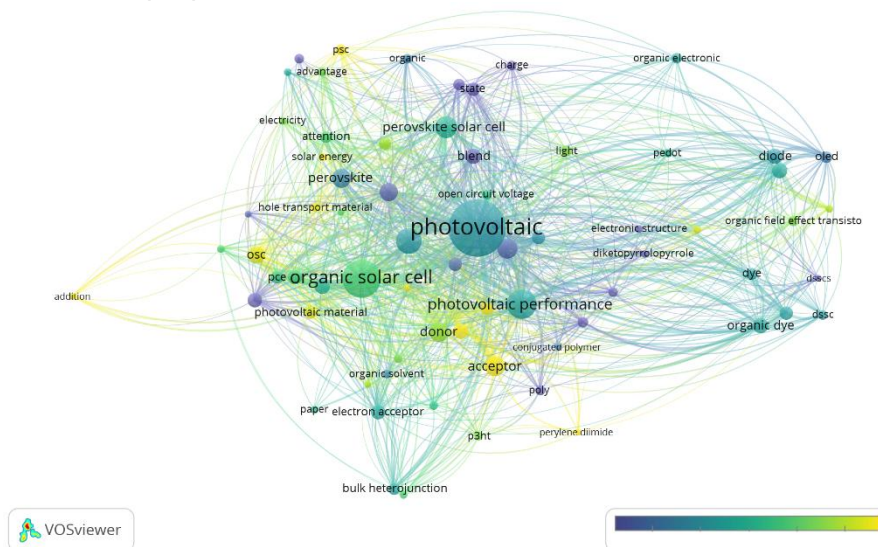 psc
organic
charge
organic electronic
advantage
state
electricity
attention
perovskite solar cell
solar energy
blend
light
pedot
diode
oled
perovskite
open circuit voltage
hole transport material
photovoltaic
electronic structure
organic field effect transisto
osc
diketopyrrolopyrrole
pce
organic solar cell
dye
dsscs
addition
photovoltaic material
photovoltaic performance
dssc
organic dye
donor
conjugated polymer
acceptor
organic solvent
poly
paper
electron acceptor
p3ht
perylene diimide
bulk heterojunction
VOSviewer